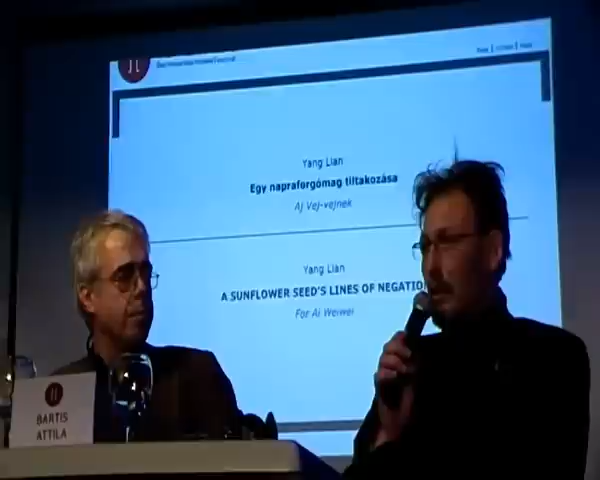 Yang Lian
Egy napraforgómag tiltakozása
Aj Vej-vejnek
Yang Lian
A SUNFLOWER SEED'S LINES OF NEGATIO
For Ai Weiwei
BARTIS
ATTILA